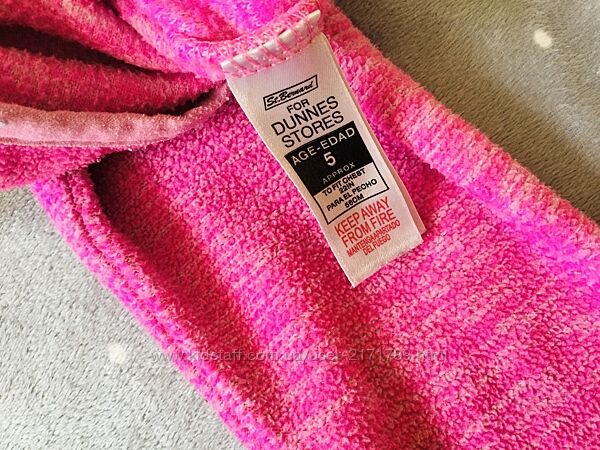 St. Bernard
FOR
DUNNES
STORES
AGE-EDAD
5
APPROX
TO FIT CHEST
22IN
PARA EL PECHO
56CM
KEEP AWAY
FROM FIRE
MANTENGA APARTADO
DEL FUEGO